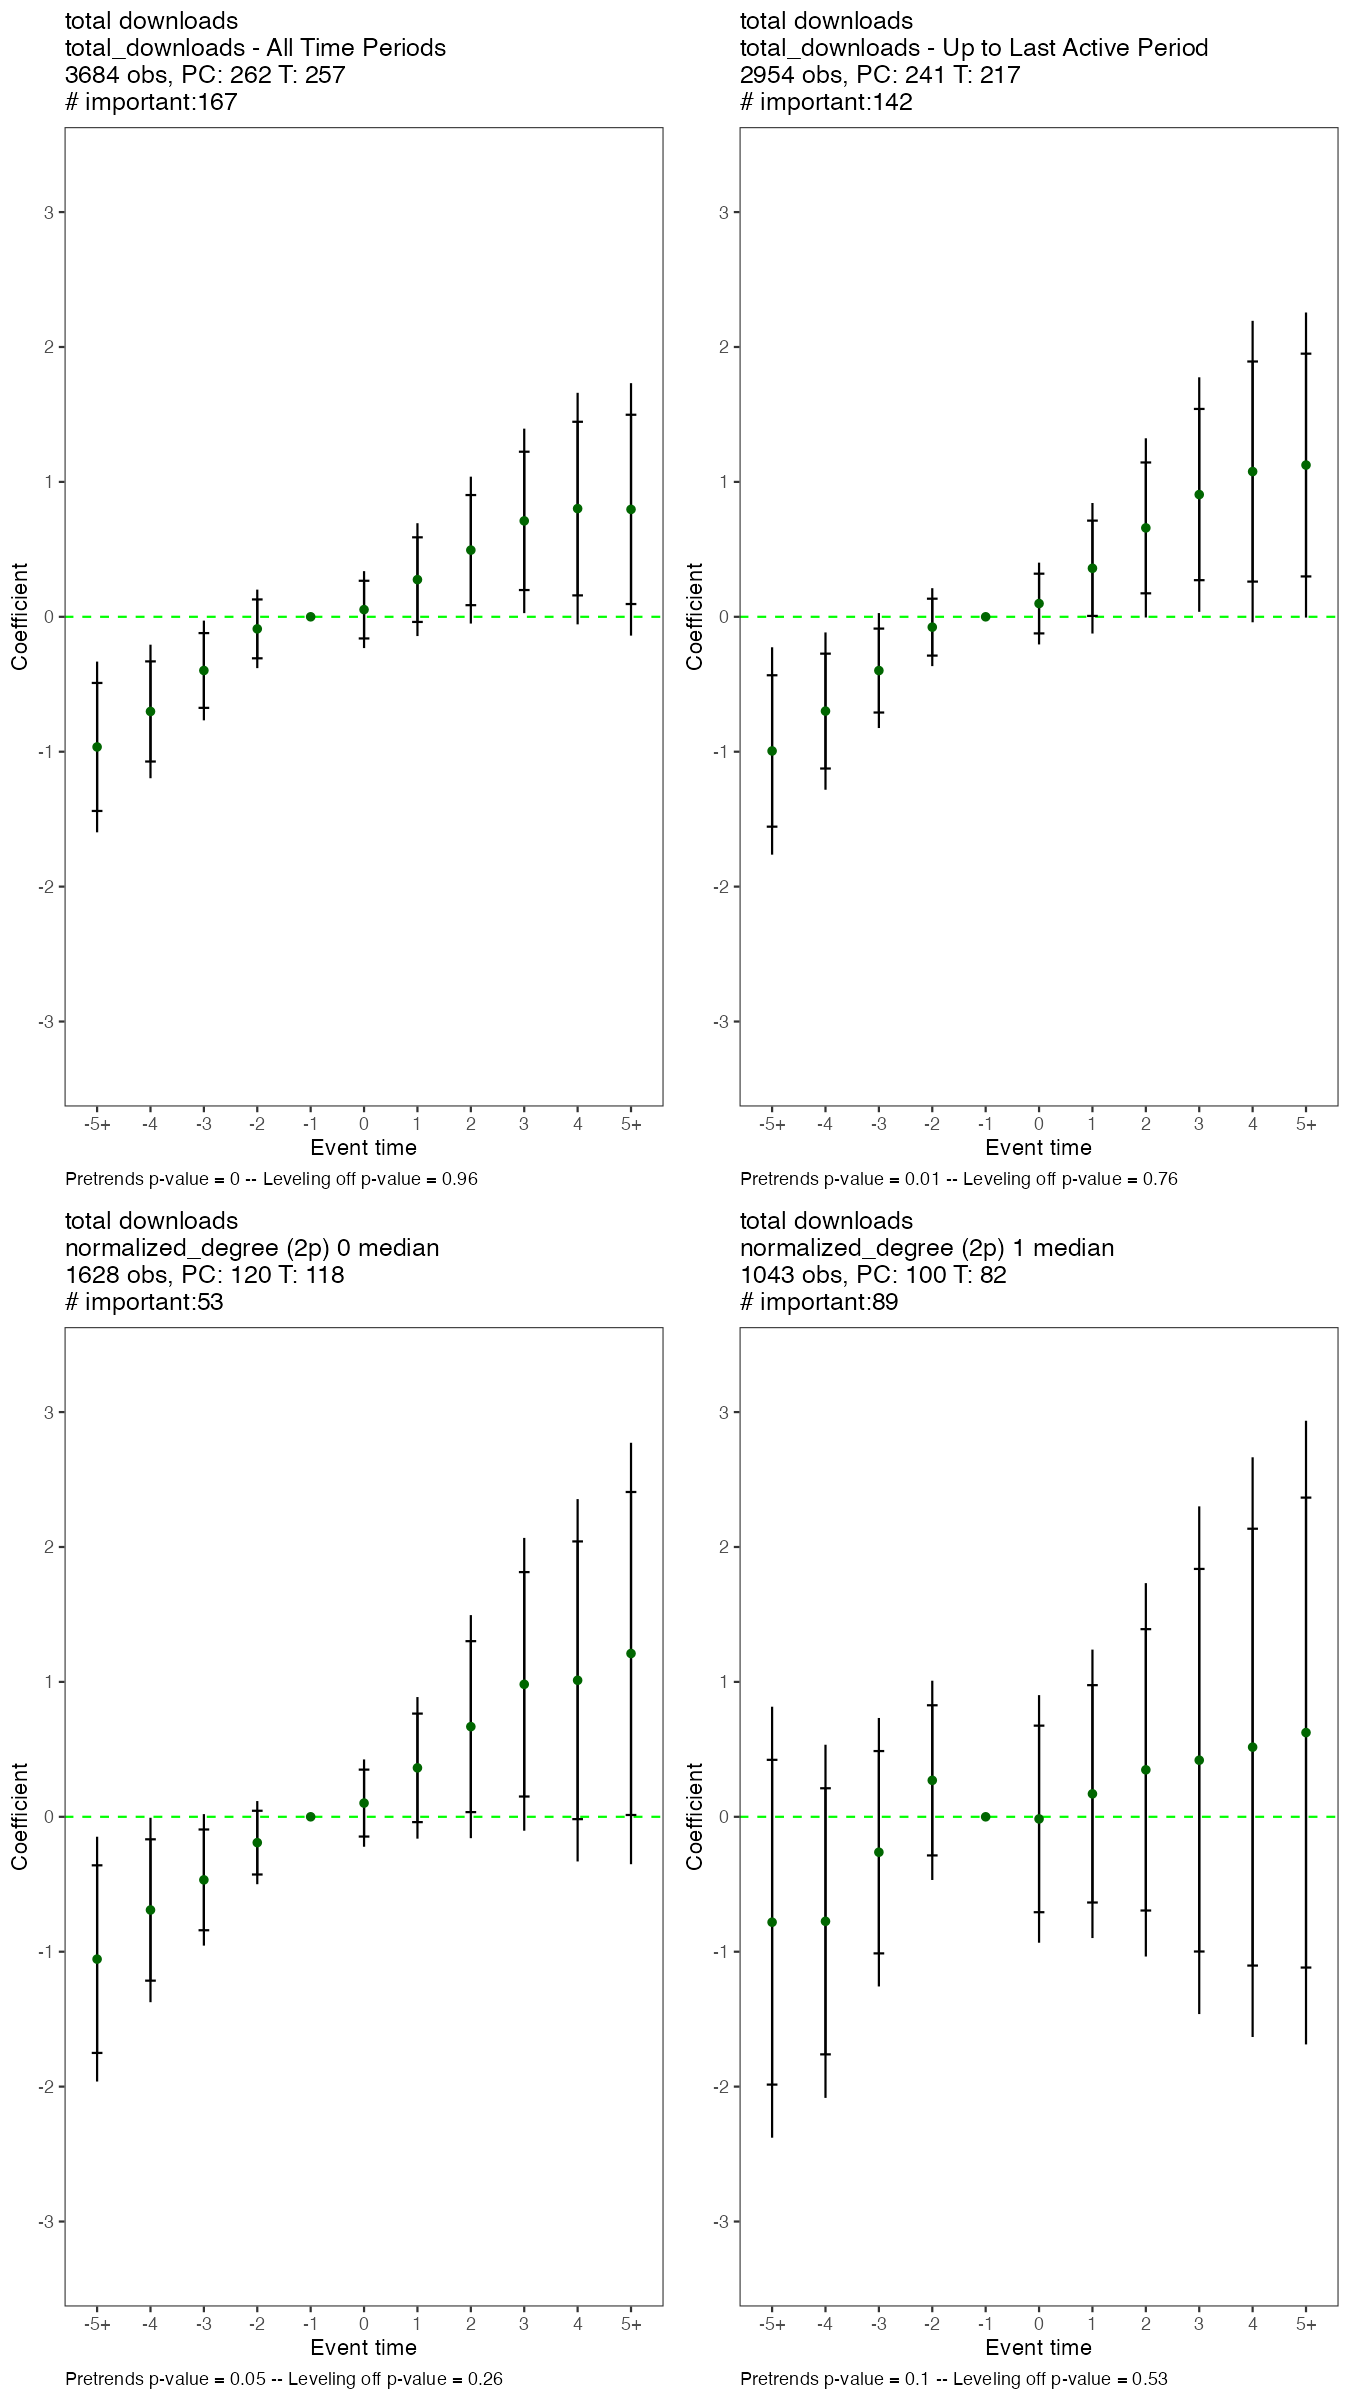 total downloads
total_downloads - All Time Periods
3684 obs, PC: 262 T: 257
# important:167
3
2
1
0
-1
-2
-3
Coefficient
-5+ -4 -3 -2 -1 0 1 2 3 4 5+
Event time
Pretrends p-value = 0 -- Leveling off p-value = 0.96
total downloads
total_downloads - Up to Last Active Period
2954 obs, PC: 241 T: 217
# important:142
3
2
1
0
-1
-2
-3
Coefficient
-5+ -4 -3 -2 -1 0 1 2 3 4 5+
Event time
Pretrends p-value = 0.01 -- Leveling off p-value = 0.76
total downloads
normalized_degree (2p) 0 median
1628 obs, PC: 120 T: 118
# important:53
3
2
1
0
-1
-2
-3
Coefficient
-5+ -4 -3 -2 -1 0 1 2 3 4 5+
Event time
Pretrends p-value = 0.05 -- Leveling off p-value = 0.26
total downloads
normalized_degree (2p) 1 median
1043 obs, PC: 100 T: 82
# important:89
3
2
1
0
-1
-2
-3
Coefficient
-5+ -4 -3 -2 -1 0 1 2 3 4 5+
Event time
Pretrends p-value = 0.1 -- Leveling off p-value = 0.53